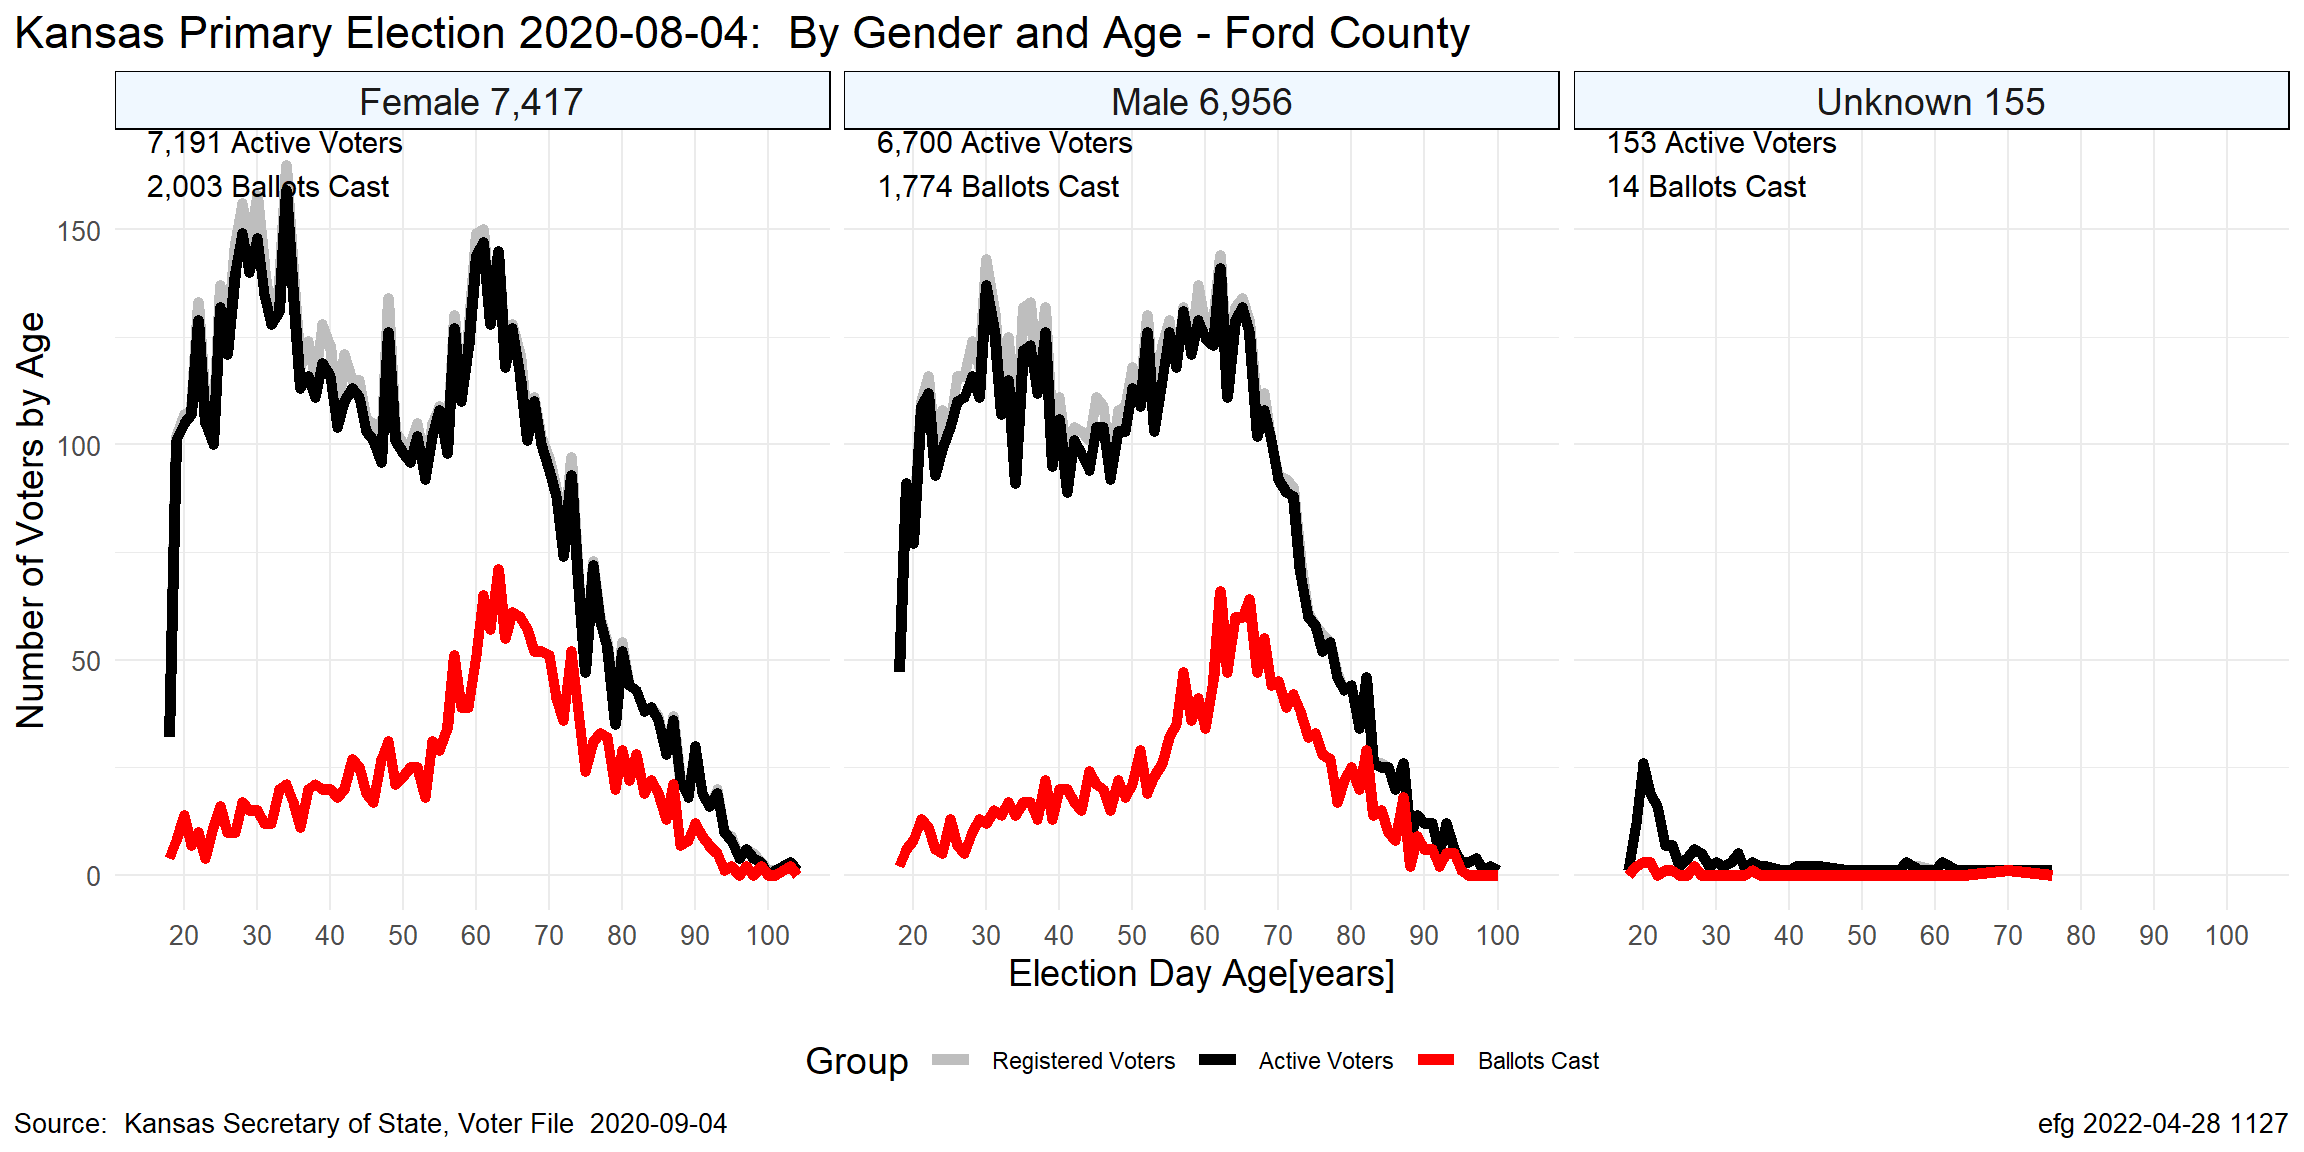 Kansas Primary Election 2020-08-04:  By Gender and Age - Ford County
Female 7,417
Male 6,956
Unknown 155
7,191 Active Voters
2,003 Ballots Cast
6,700 Active Voters
1,774 Ballots Cast
153 Active Voters
14 Ballots Cast
Number of Voters by Age
150
100
50
0
20 30 40 50 60 70 80 90 100
20 30 40 50 60 70 80 90 100
20 30 40 50 60 70 80 90 100
Election Day Age[years]
Group Registered Voters Active Voters Ballots Cast
Source:  Kansas Secretary of State, Voter File  2020-09-04
efg 2022-04-28 1127